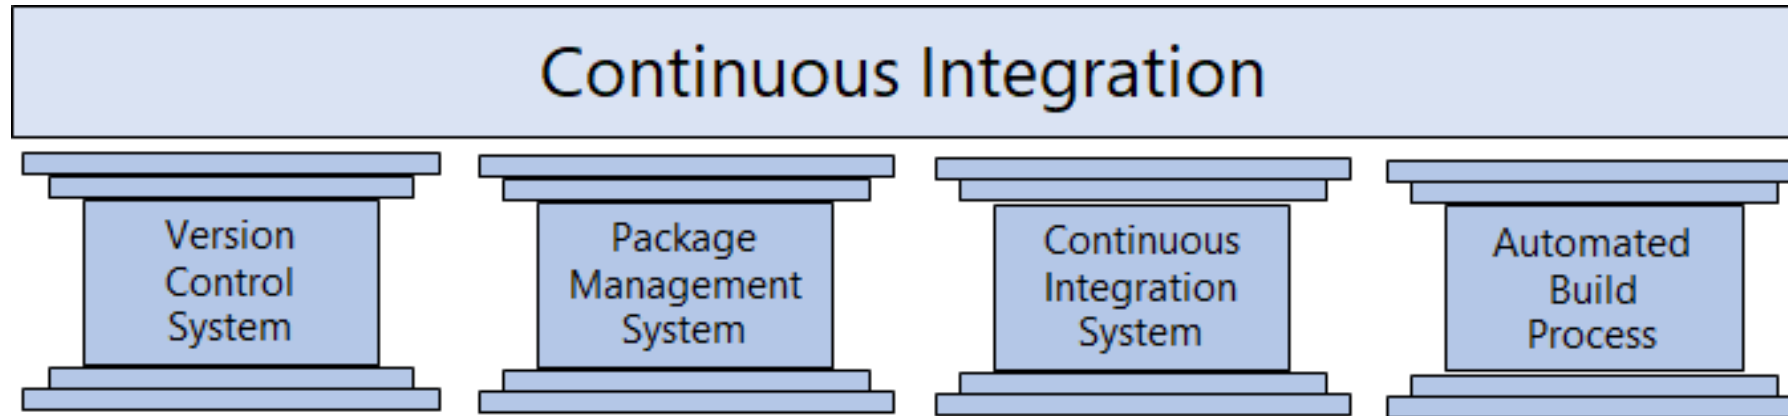 Continuous Integration
Version
Control
System
Package
Management
System
Continuous
Integration
System
Automated
Build
Process